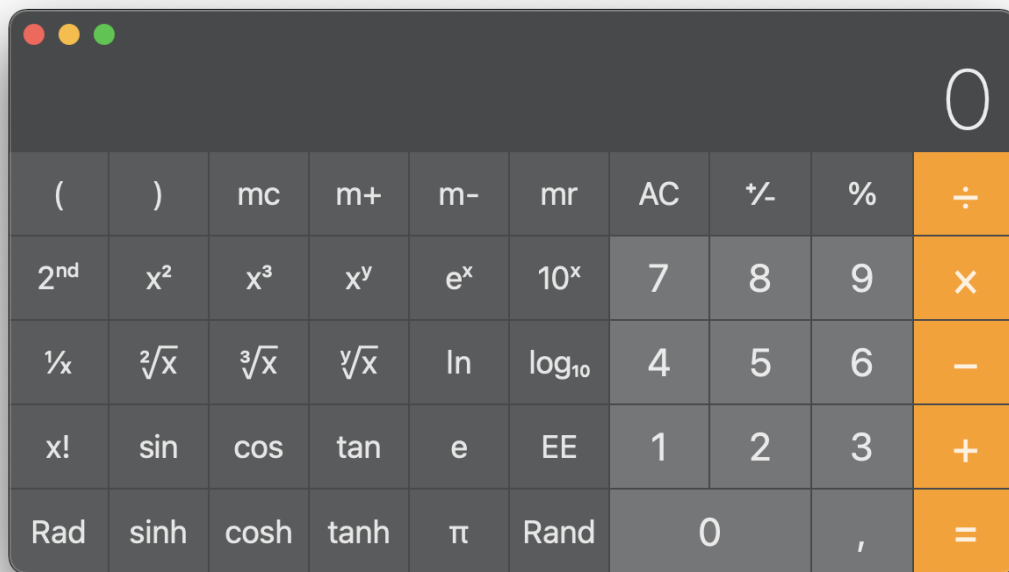 0
( ) mc m+ m- mr AC ⁺∕₋ % ÷
2ⁿᵈ x² x³ xʸ eˣ 10ˣ 7 8 9 ×
¹∕ₓ ²√x ³√x ʸ√x ln log₁₀ 4 5 6 −
x! sin cos tan e EE 1 2 3 +
Rad sinh cosh tanh π Rand 0 , =